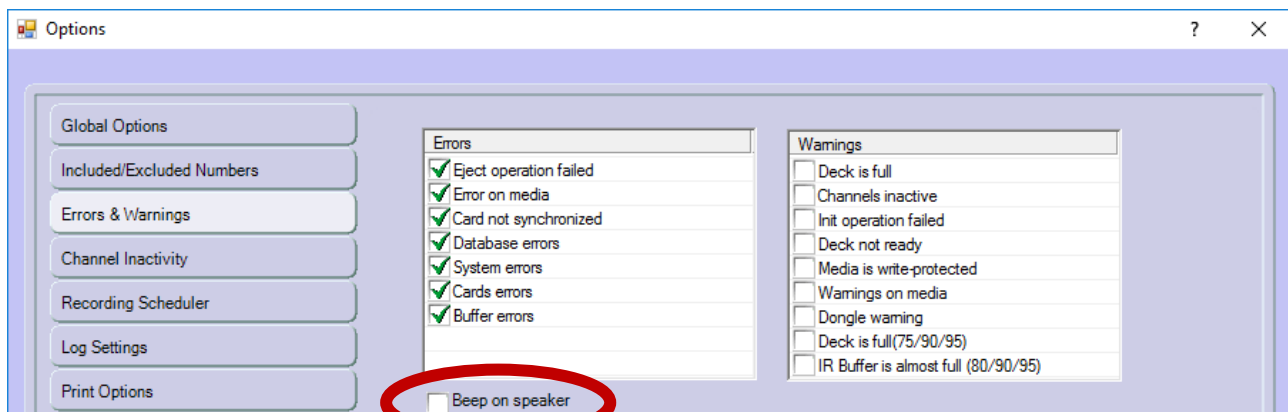 Options
?
Global Options
Included/Excluded Numbers
Errors & Warnings
Channel Inactivity
Recording Scheduler
Log Settings
Print Options
Errors
Eject operation failed
Error on media
Card not synchronized
Database errors
System errors
Cards errors
Buffer errors
Beep on speaker
Warnings
Deck is full
Channels inactive
Init operation failed
Deck not ready
Media is write-protected
Warnings on media
Dongle warning
Deck is full(75/90/95)
IR Buffer is almost full (80/90/95)